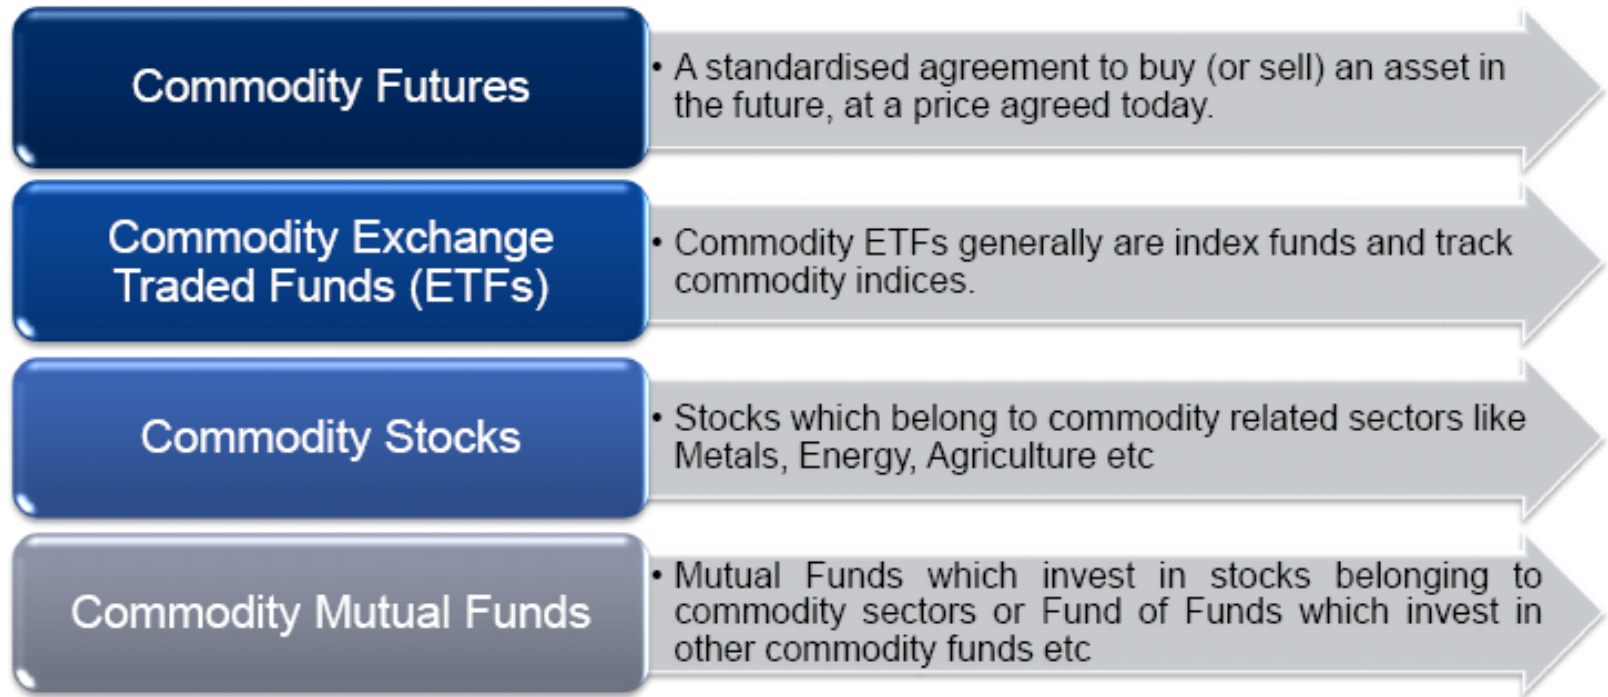 Commodity Futures
• A standardised agreement to buy (or sell) an asset in
the future, at a price agreed today.
Commodity Exchange
Traded Funds (ETFs)
• Commodity ETFs generally are index funds and track
commodity indices.
Commodity Stocks
• Stocks which belong to commodity related sectors like
Metals, Energy, Agriculture etc
Commodity Mutual Funds
• Mutual Funds which invest in stocks belonging to
commodity sectors or Fund of Funds which invest in
other commodity funds etc